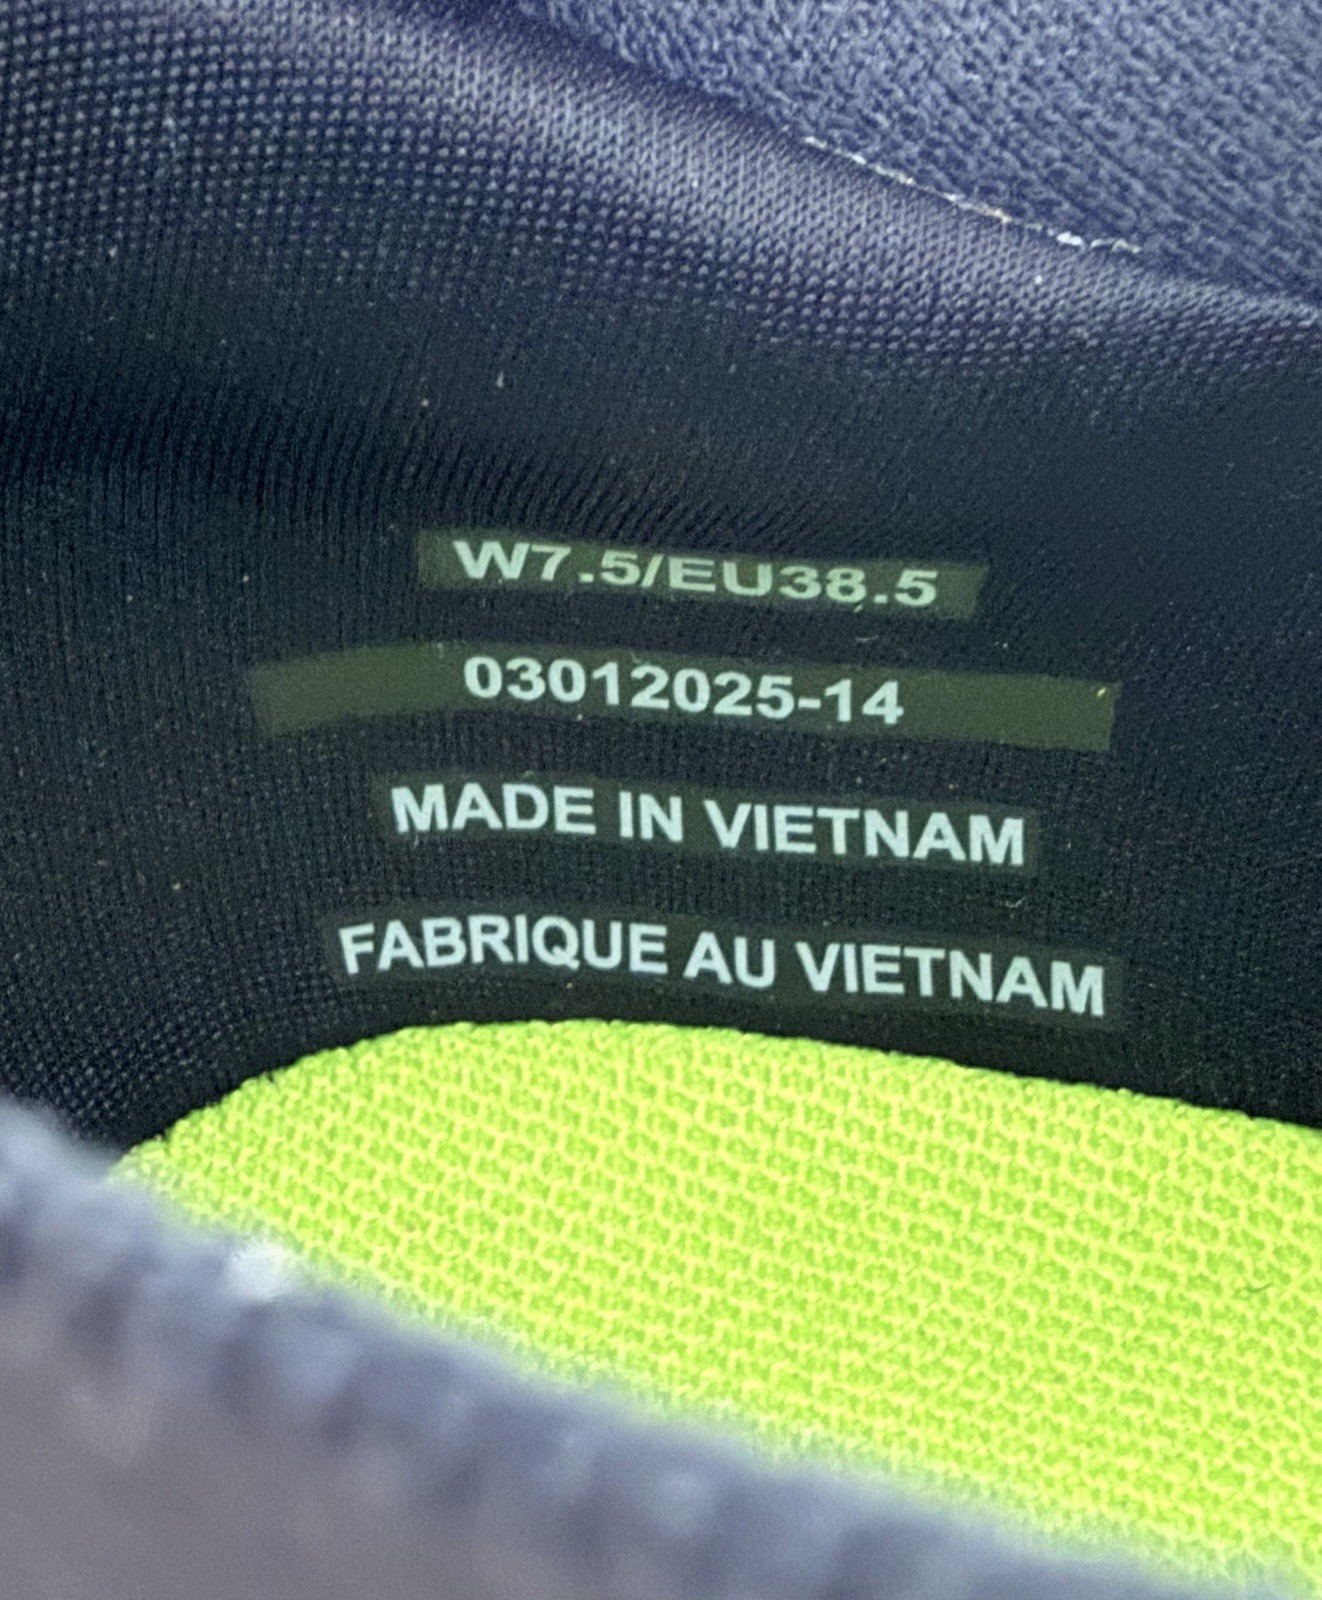 W7.5/EU38.5
03012025-14
MADE IN VIETNAM
FABRIQUE AU VIETNAM